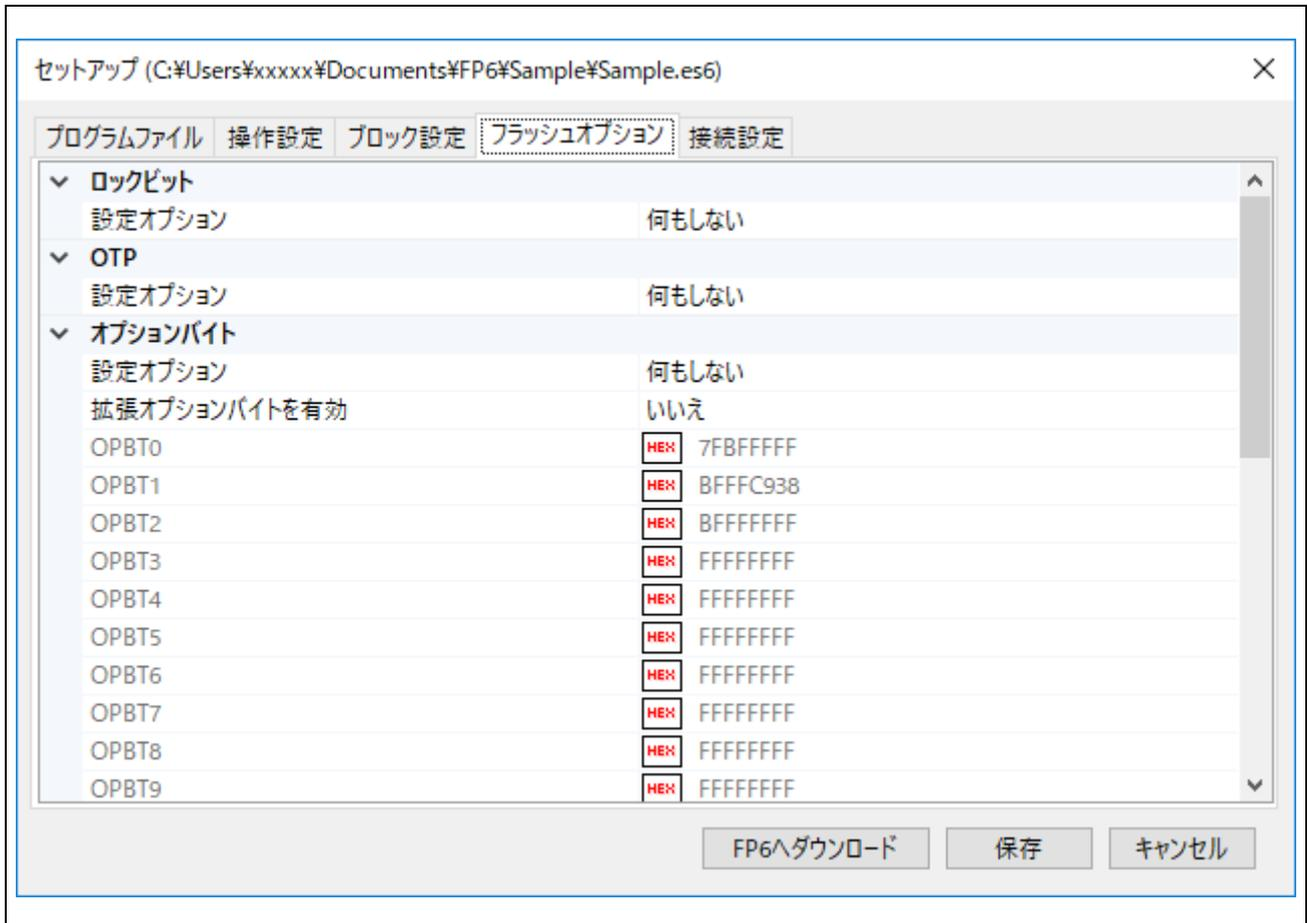 セットアップ (C:¥Users¥xxxxx¥Documents¥FP6¥Sample¥Sample.es6)
プログラムファイル 操作設定 ブロック設定 フラッシュオプション 接続設定
ロックビット
設定オプション 何もしない
OTP
設定オプション 何もしない
オプションバイト
設定オプション 何もしない
拡張オプションバイトを有効 いいえ
OPBT0 HEX 7FBFFFFF
OPBT1 HEX BFFFC938
OPBT2 HEX BFFFFFFF
OPBT3 HEX FFFFFFFF
OPBT4 HEX FFFFFFFF
OPBT5 HEX FFFFFFFF
OPBT6 HEX FFFFFFFF
OPBT7 HEX FFFFFFFF
OPBT8 HEX FFFFFFFF
OPBT9 HEX FFFFFFFF
FP6へダウンロード 保存 キャンセル